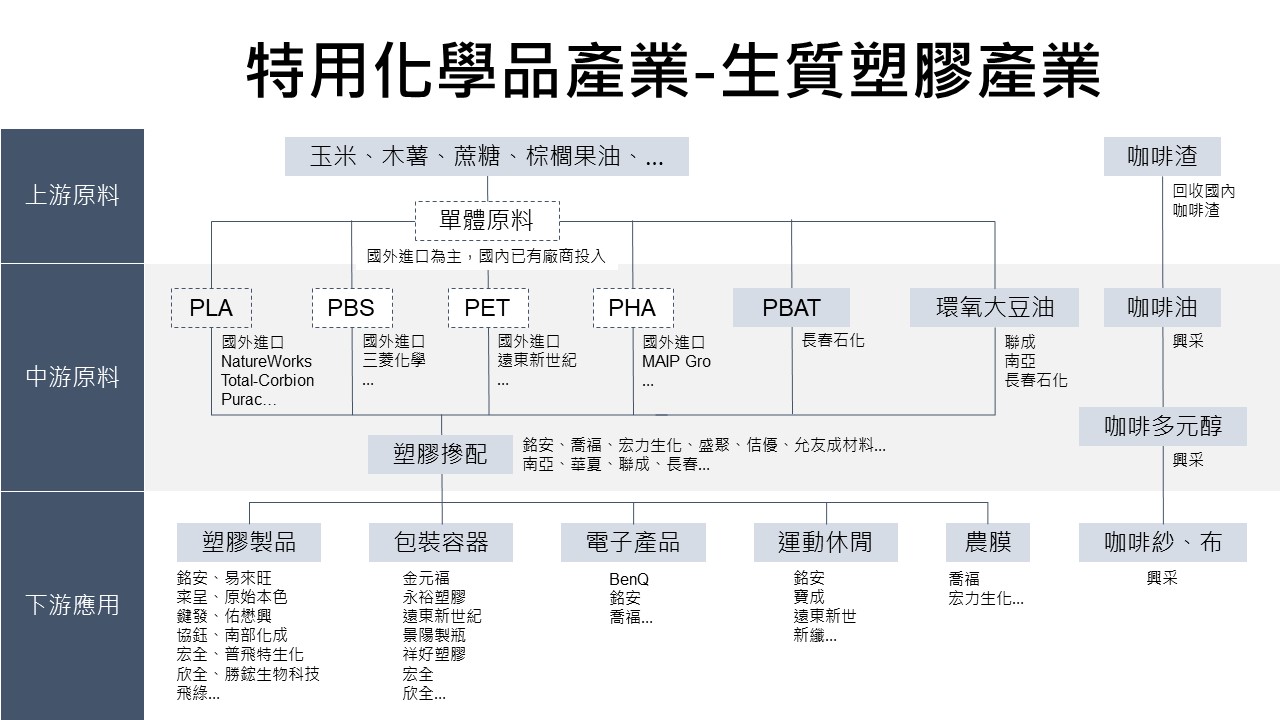 特用化學品產業-生質塑膠產業
上游原料
玉米、木薯、蔗糖、棕櫚果油、...
咖啡渣
回收國內
咖啡渣
單體原料
國外進口為主，國內已有廠商投入
中游原料
PLA
國外進口
NatureWorks
Total-Corbion
Purac…
PBS
國外進口
三菱化學
...
PET
國外進口
遠東新世紀
...
PHA
國外進口
MAIP Gro
...
PBAT
長春石化
環氧大豆油
聯成
南亞
長春石化
咖啡油
興采
咖啡多元醇
興采
塑膠摻配
銘安、喬福、宏力生化、盛聚、佶優、允友成材料...
南亞、華夏、聯成、長春...
下游應用
塑膠製品
銘安、易來旺
寀呈、原始本色
鍵發、佑懋興
協鈺、南部化成
宏全、普飛特生化
欣全、勝鋐生物科技
飛綠...
包裝容器
金元福
永裕塑膠
遠東新世紀
景陽製瓶
祥好塑膠
宏全
欣全...
電子產品
BenQ
銘安
喬福...
運動休閒
銘安
寶成
遠東新世
新纖...
農膜
喬福
宏力生化...
咖啡紗、布
興采